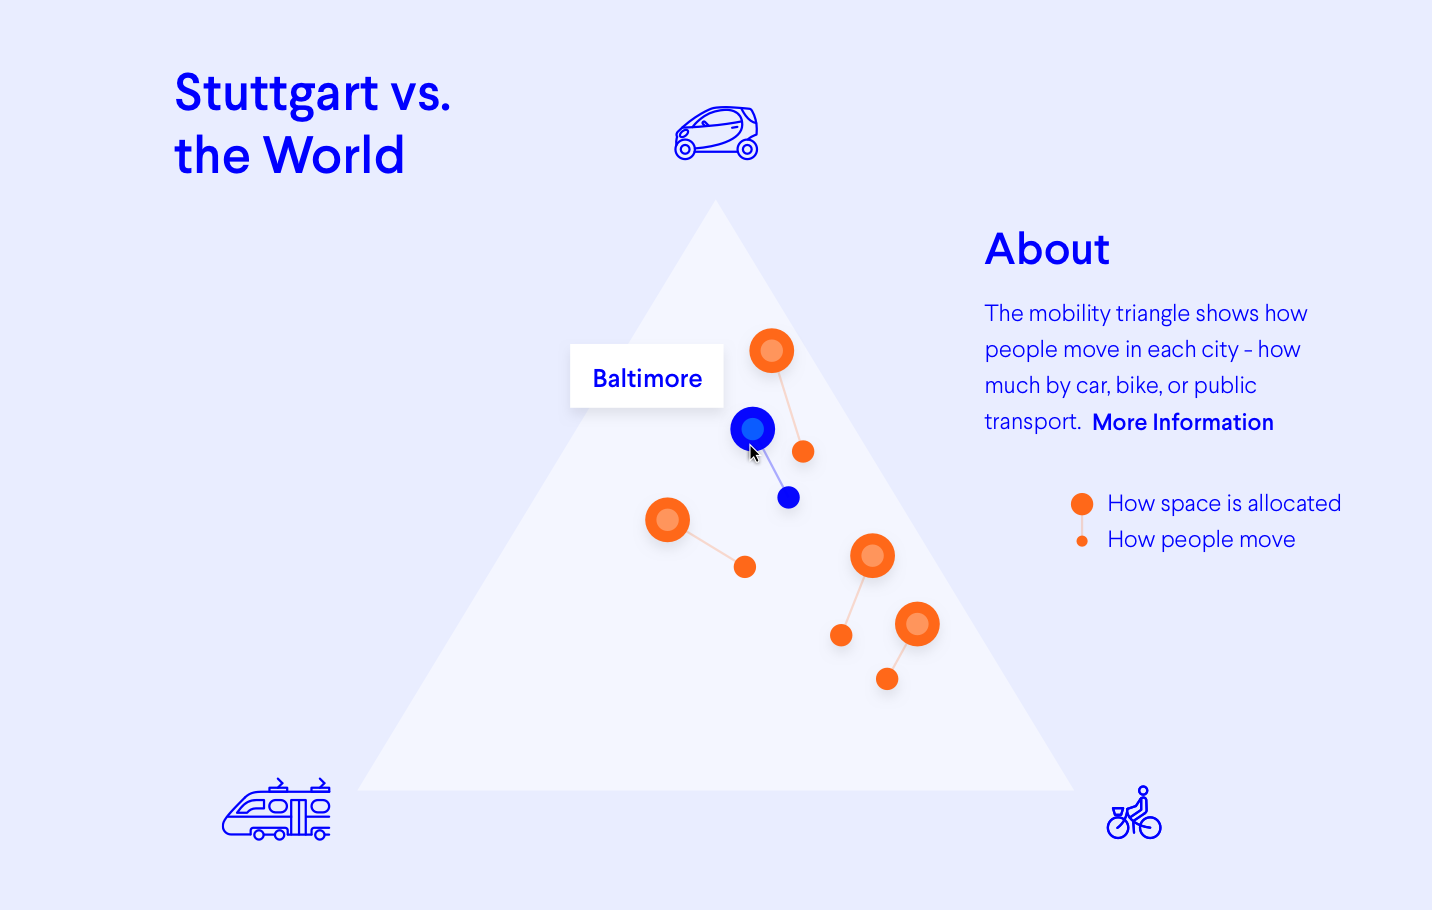 Stuttgart vs.
the World
About
The mobility triangle shows how
people move in each city - how
much by car, bike, or public
transport. More Information
Baltimore
How space is allocated
How people move